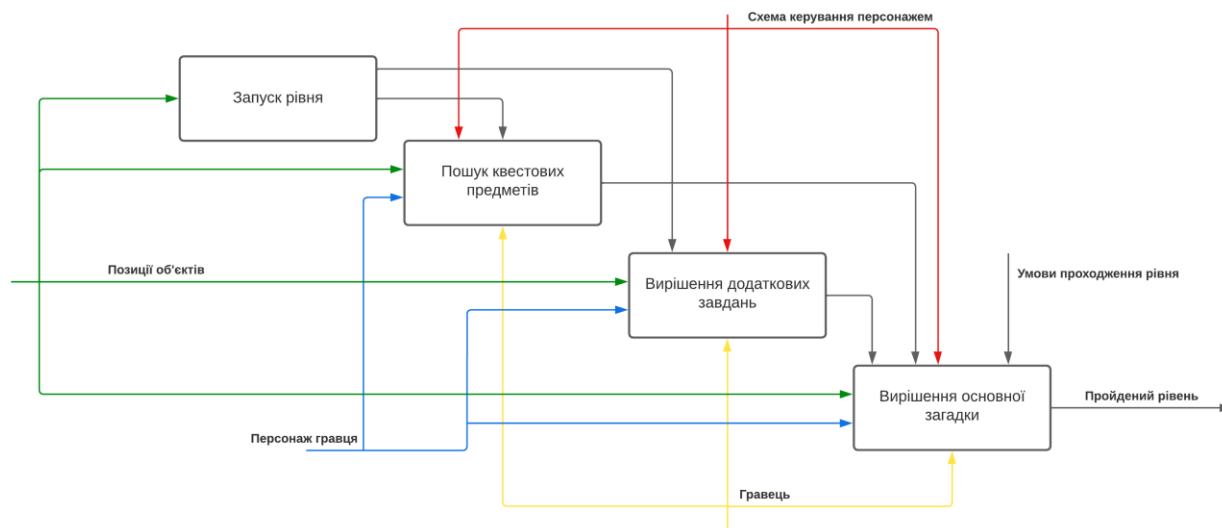 Схема керування персонажем
Запуск рівня
Пошук квестових
предметів
Позиції об'єктів
Вирішення додаткових
завдань
Умови проходження рівня
Вирішення основної
загадки
Пройдений рівень
Персонаж гравця
Гравець